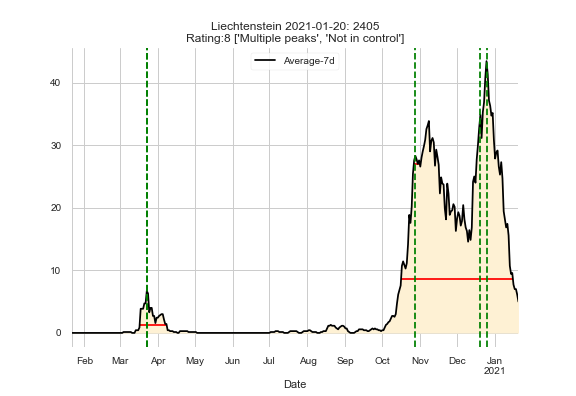 Liechtenstein 2021-01-20: 2405
Rating:8 ['Multiple peaks', 'Not in control']
Average-7d
40
30
20
10
0
Feb Mar Apr May Jun Jul Aug Sep Oct Nov Dec Jan
2021
Date